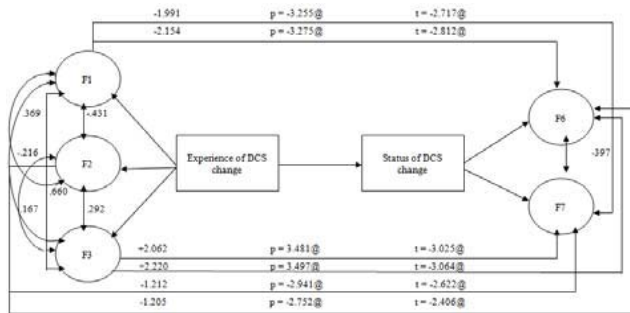 -1.991 p = -3.255@ t = -2.717@
-2.154 p = -3.275@ t = -2.812@
F1
.369
-.431
F6
-.216
F2
Experience of DCS
change
Status of DCS
change
-397
.660
.167
.292
F7
F3
+2.062 p = 3.481@ t = -3.025@
+2.220 p = 3.497@ t = -3.064@
-1.212 p = -2.941@ t = -2.622@
-1.205 p = -2.752@ t = -2.406@